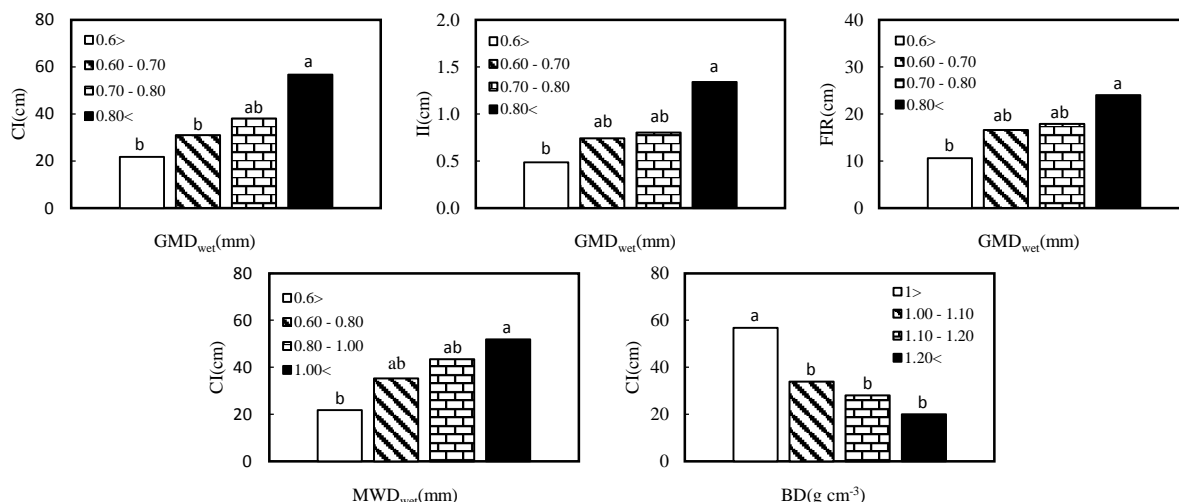 CI(cm)
80
60
40
20
0
0.6>
0.60 - 0.70
0.70 - 0.80
0.80<
b
b
ab
a
GMDwet(mm)
II(cm)
2.0
1.5
1.0
0.5
0.0
0.6>
0.60 - 0.70
0.70 - 0.80
0.80<
b
ab
ab
a
GMDwet(mm)
FIR(cm)
40
30
20
10
0
0.6>
0.60 - 0.70
0.70 - 0.80
0.80<
b
ab
ab
a
GMDwet(mm)
CI(cm)
80
60
40
20
0
0.6>
0.60 - 0.80
0.80 - 1.00
1.00<
b
ab
ab
a
MWDwet(mm)
CI(cm)
80
60
40
20
0
1>
1.00 - 1.10
1.10 - 1.20
1.20<
a
b
b
b
BD(g cm-3)